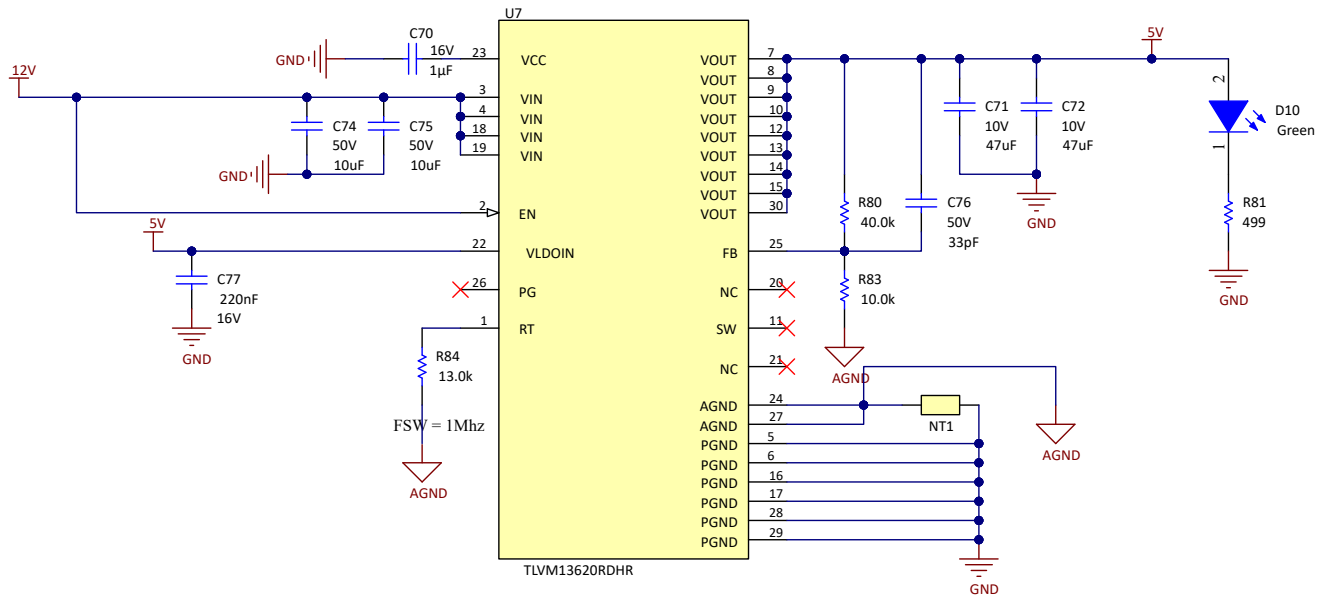 U7
C70
16V
1µF
GND
23
VCC
12V
3
VIN
4
VIN
18
VIN
19
VIN
C74
50V
10uF
C75
50V
10uF
GND
2
EN
5V
22
VLDOIN
C77
220nF
16V
GND
26
PG
1
RT
R84
13.0k
FSW = 1Mhz
AGND
VOUT
7
VOUT
8
VOUT
9
VOUT
10
VOUT
12
VOUT
13
VOUT
14
VOUT
15
VOUT
30
FB
25
NC
20
SW
11
NC
21
AGND
24
AGND
27
PGND
5
PGND
6
PGND
16
PGND
17
PGND
28
PGND
29
TLVM13620RDHR
R80
40.0k
C76
50V
33pF
R83
10.0k
AGND
C71
10V
47uF
C72
10V
47uF
GND
5V
2
D10
Green
1
R81
499
GND
NT1
AGND
GND